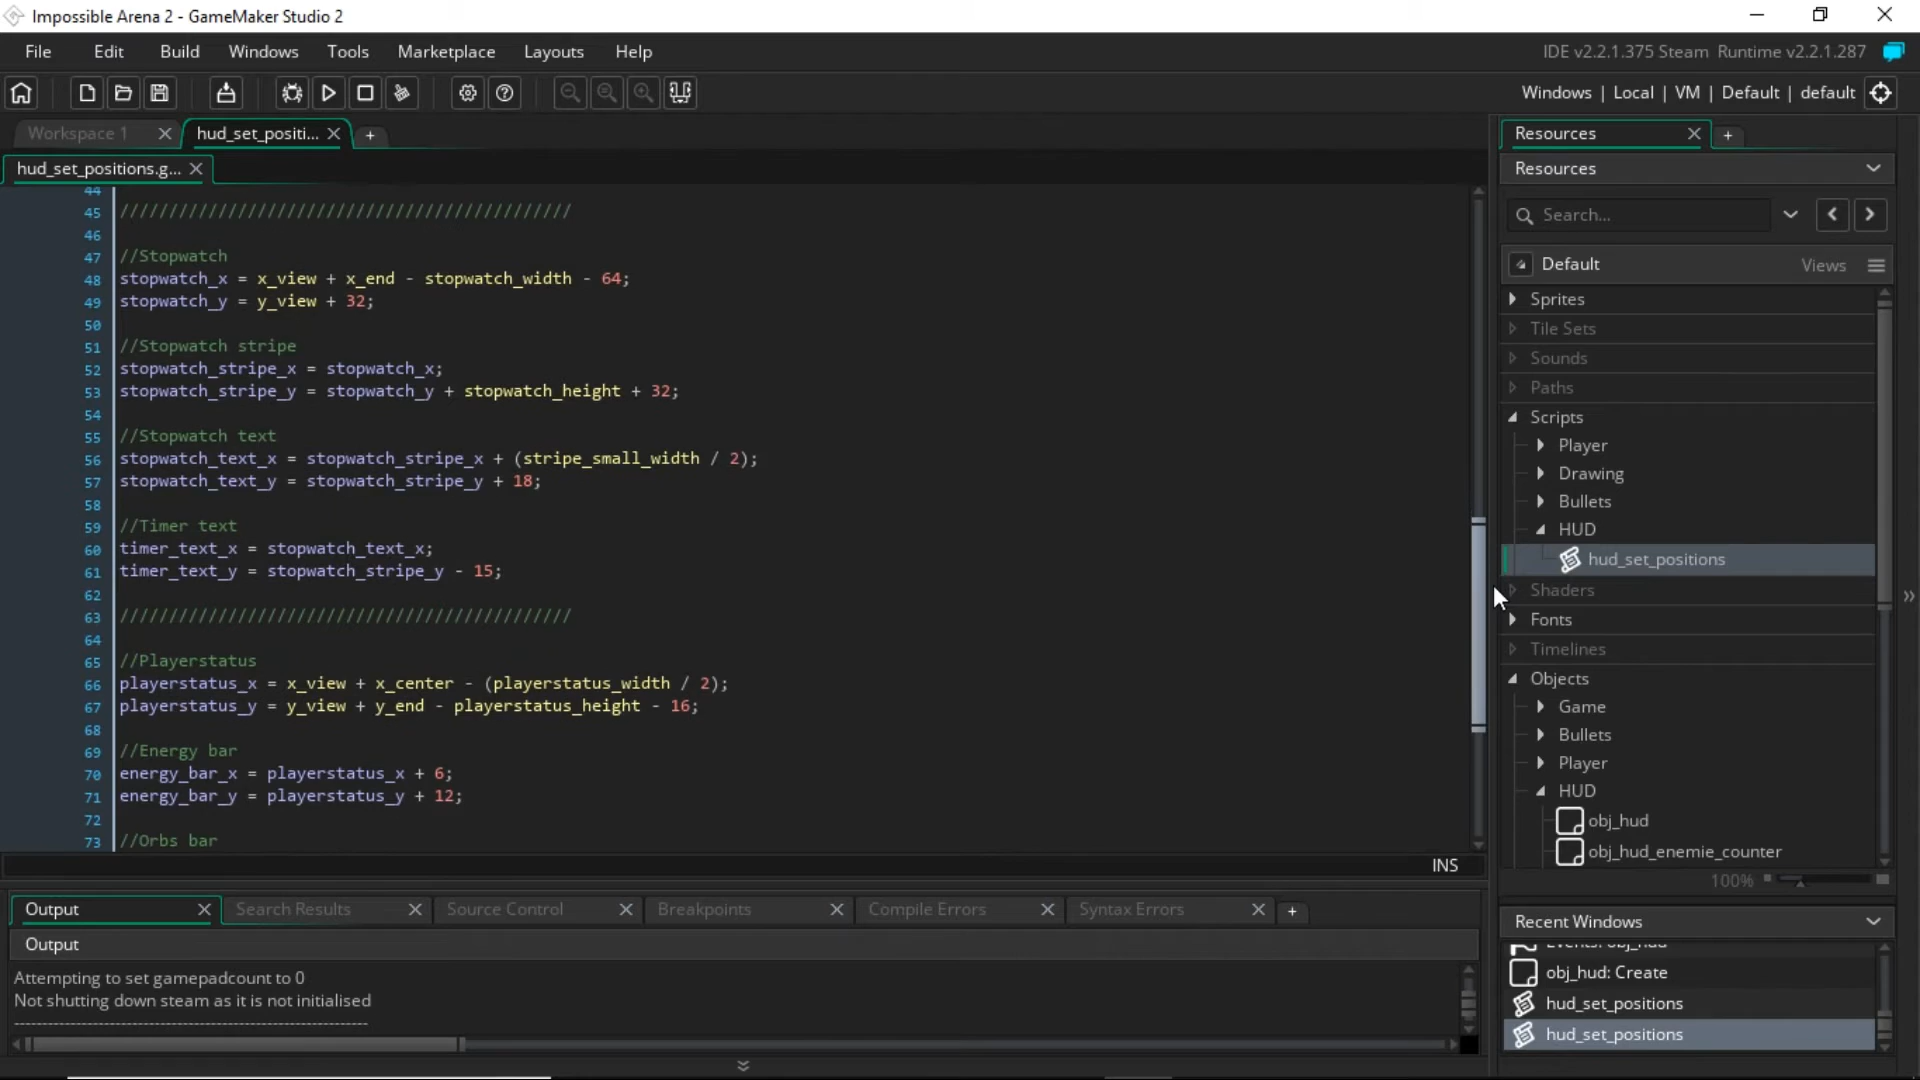 Impossible Arena 2 - GameMaker Studio 2
File Edit Build Windows Tools Marketplace Layouts Help
IDE v2.2.1.375 Steam Runtime v2.2.1.287
Windows | Local | VM | Default | default
Workspace 1
hud_set_positi...
hud_set_positions.g...
44
45 //////////////////////////////////////////////
46
47 //Stopwatch
48 stopwatch_x = x_view + x_end - stopwatch_width - 64;
49 stopwatch_y = y_view + 32;
50
51 //Stopwatch stripe
52 stopwatch_stripe_x = stopwatch_x;
53 stopwatch_stripe_y = stopwatch_y + stopwatch_height + 32;
54
55 //Stopwatch text
56 stopwatch_text_x = stopwatch_stripe_x + (stripe_small_width / 2);
57 stopwatch_text_y = stopwatch_stripe_y + 18;
58
59 //Timer text
60 timer_text_x = stopwatch_text_x;
61 timer_text_y = stopwatch_stripe_y - 15;
62
63 //////////////////////////////////////////////
64
65 //Playerstatus
66 playerstatus_x = x_view + x_center - (playerstatus_width / 2);
67 playerstatus_y = y_view + y_end - playerstatus_height - 16;
68
69 //Energy bar
70 energy_bar_x = playerstatus_x + 6;
71 energy_bar_y = playerstatus_y + 12;
72
73 //Orbs bar
INS
Output
Search Results
Source Control
Breakpoints
Compile Errors
Syntax Errors
Output
Attempting to set gamepadcount to 0
Not shutting down steam as it is not initialised
Resources
Resources
Search...
Default
Views
Sprites
Tile Sets
Sounds
Paths
Scripts
Player
Drawing
Bullets
HUD
hud_set_positions
Shaders
Fonts
Timelines
Objects
Game
Bullets
Player
HUD
obj_hud
obj_hud_enemie_counter
100%
Recent Windows
Events: obj_hud
obj_hud: Create
hud_set_positions
hud_set_positions